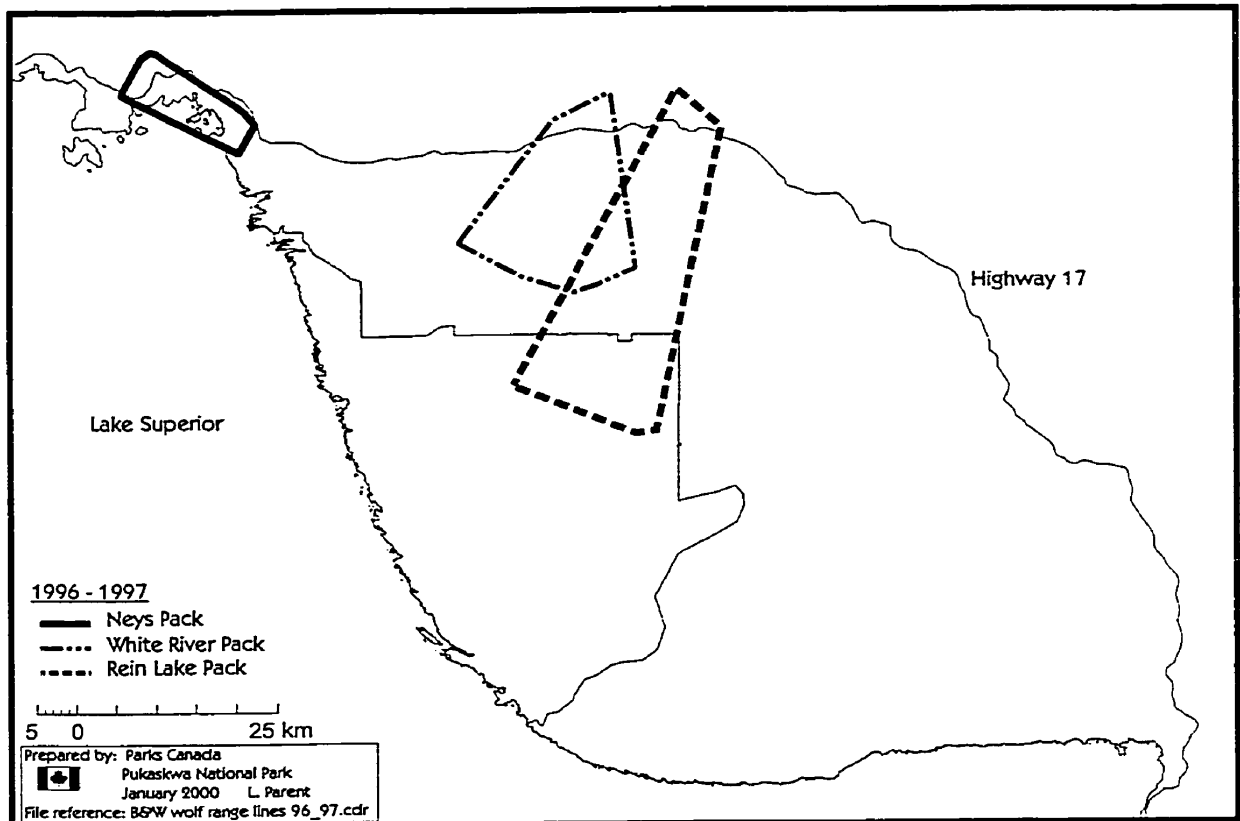 Highway 17
Lake Superior
1996 - 1997
Neys Pack
White River Pack
Rein Lake Pack
5 0 25 km
Prepared by: Parks Canada
Pukaskwa National Park
January 2000 L. Parent
File reference: B&W wolf range lines 96_97.cdr